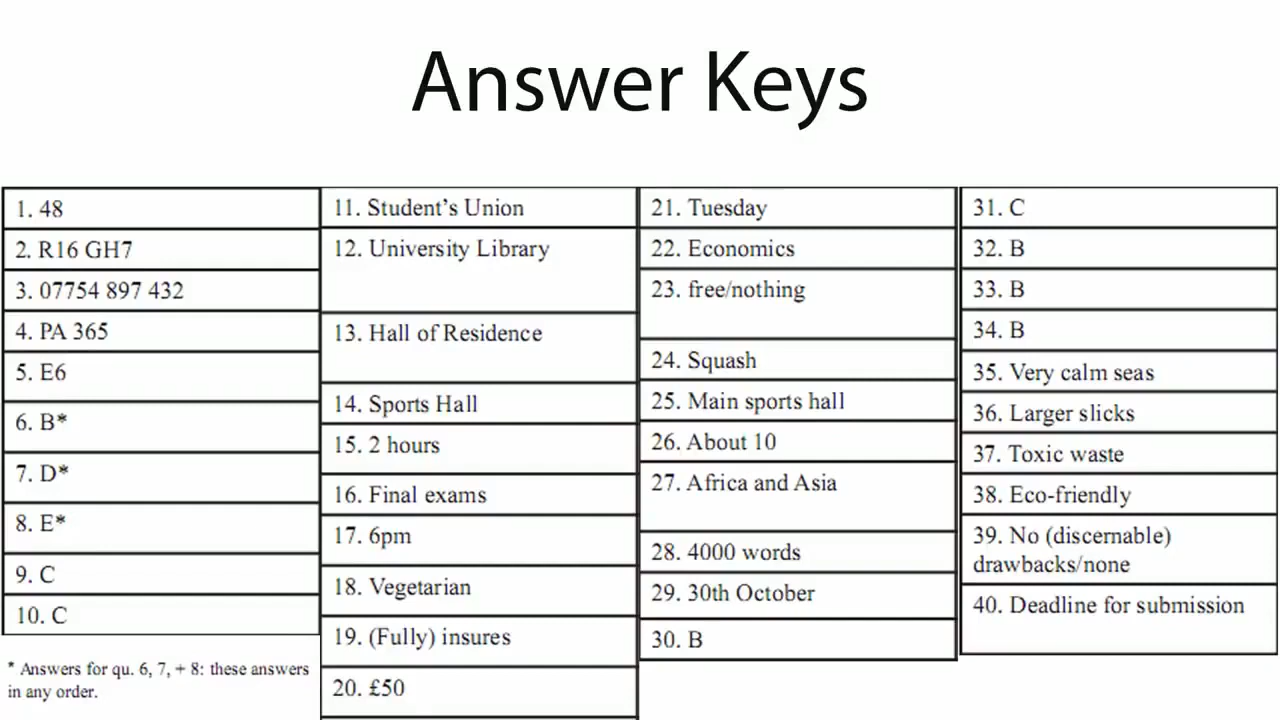 Answer Keys
1. 48
2. R16 GH7
3. 07754 897 432
4. PA 365
5. E6
6. B*
7. D*
8. E*
9. C
10. C
* Answers for qu. 6, 7, + 8: these answers
in any order.
11. Student's Union
12. University Library
13. Hall of Residence
14. Sports Hall
15. 2 hours
16. Final exams
17. 6pm
18. Vegetarian
19. (Fully) insures
20. £50
21. Tuesday
22. Economics
23. free/nothing
24. Squash
25. Main sports hall
26. About 10
27. Africa and Asia
28. 4000 words
29. 30th October
30. B
31. C
32. B
33. B
34. B
35. Very calm seas
36. Larger slicks
37. Toxic waste
38. Eco-friendly
39. No (discernable)
drawbacks/none
40. Deadline for submission